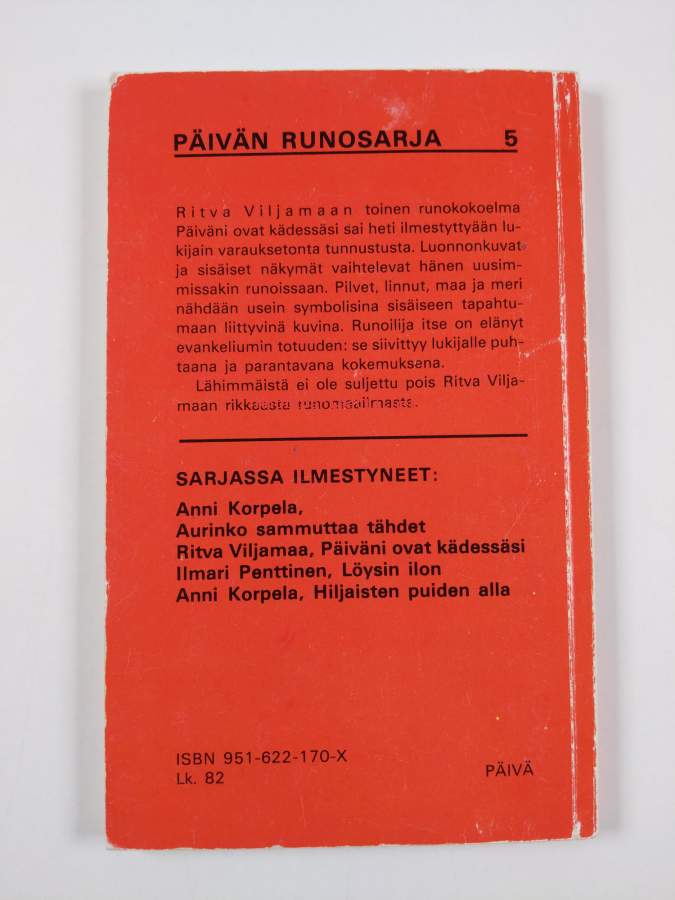 PÄIVÄN RUNOSARJA 5
Ritva Viljamaan toinen runokokoelma
Päiväni ovat kädessäsi sai heti ilmestyttyään lu-
kijain varauksetonta tunnustusta. Luonnonkuvat
ja sisäiset näkymät vaihtelevat hänen uusim-
missakin runoissaan. Pilvet, linnut, maa ja meri
nähdään usein symbolisina sisäiseen tapahtu-
maan liittyvinä kuvina. Runoilija itse on elänyt
evankeliumin totuuden: se siivittyy lukijalle puh-
taana ja parantavana kokemuksena.
Lähimmäistä ei ole suljettu pois Ritva Vilja-
maan rikkaasta runomaailmasta.
SARJASSA ILMESTYNEET:
Anni Korpela,
Aurinko sammuttaa tähdet
Ritva Viljamaa, Päiväni ovat kädessäsi
Ilmari Penttinen, Löysin ilon
Anni Korpela, Hiljaisten puiden alla
ISBN 951-622-170-X
Lk. 82
PÄIVÄ